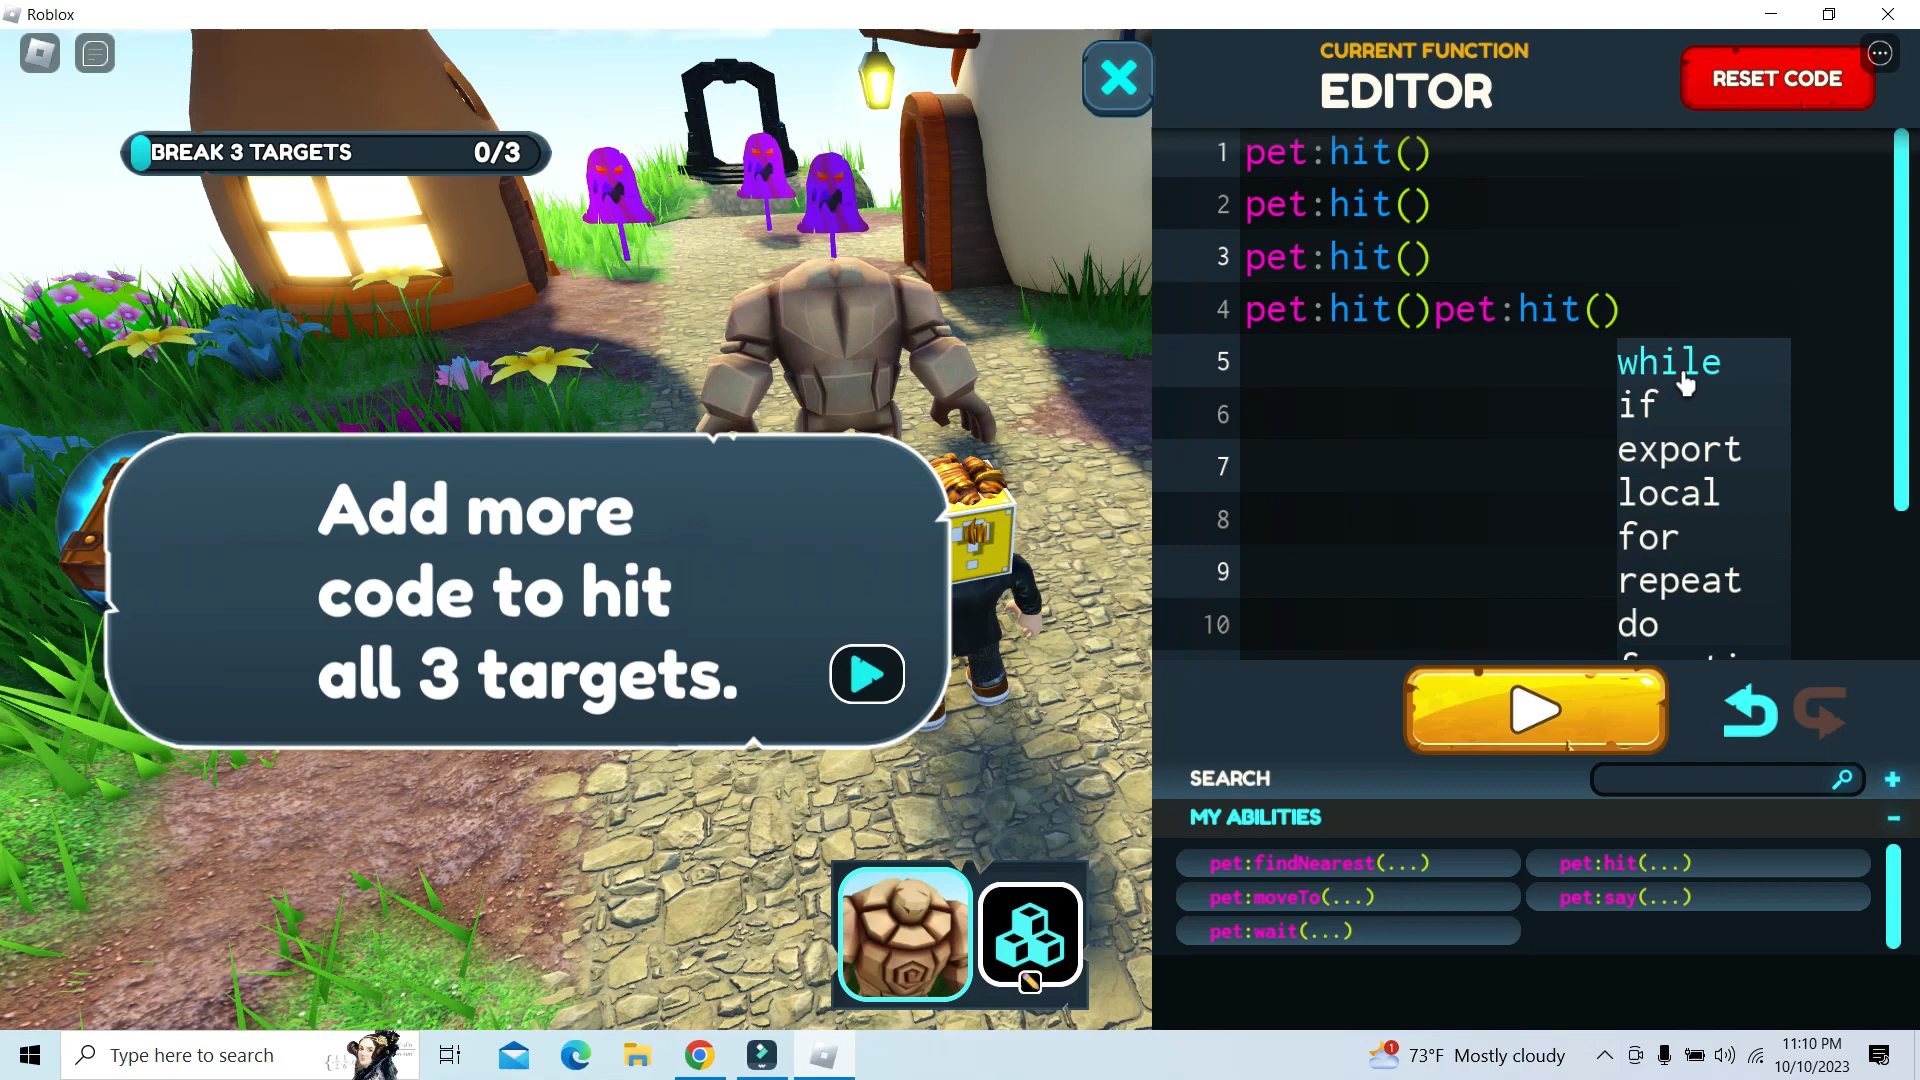 Roblox
BREAK 3 TARGETS 0/3
Add more
code to hit
all 3 targets.
CURRENT FUNCTION
EDITOR
RESET CODE
1 pet:hit()
2 pet:hit()
3 pet:hit()
4 pet:hit()pet:hit()
5
6
7
8
9
10
while
if
export
local
for
repeat
do
SEARCH
MY ABILITIES
pet:findNearest(...) pet:hit(...)
pet:moveTo(...) pet:say(...)
pet:wait(...)
Type here to search
1
73°F Mostly cloudy
11:10 PM
10/10/2023